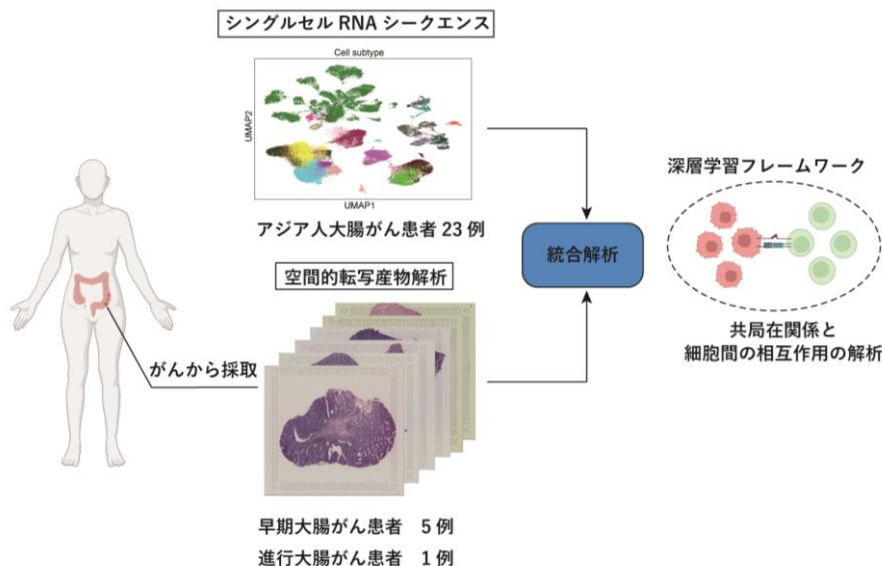 シングルセル RNA シークエンス
Cell subtype
UMAP2
UMAP1
アジア人大腸がん患者 23 例
空間的転写産物解析
がんから採取
早期大腸がん患者 5 例
進行大腸がん患者 1 例
統合解析
深層学習フレームワーク
共局在関係と
細胞間の相互作用の解析